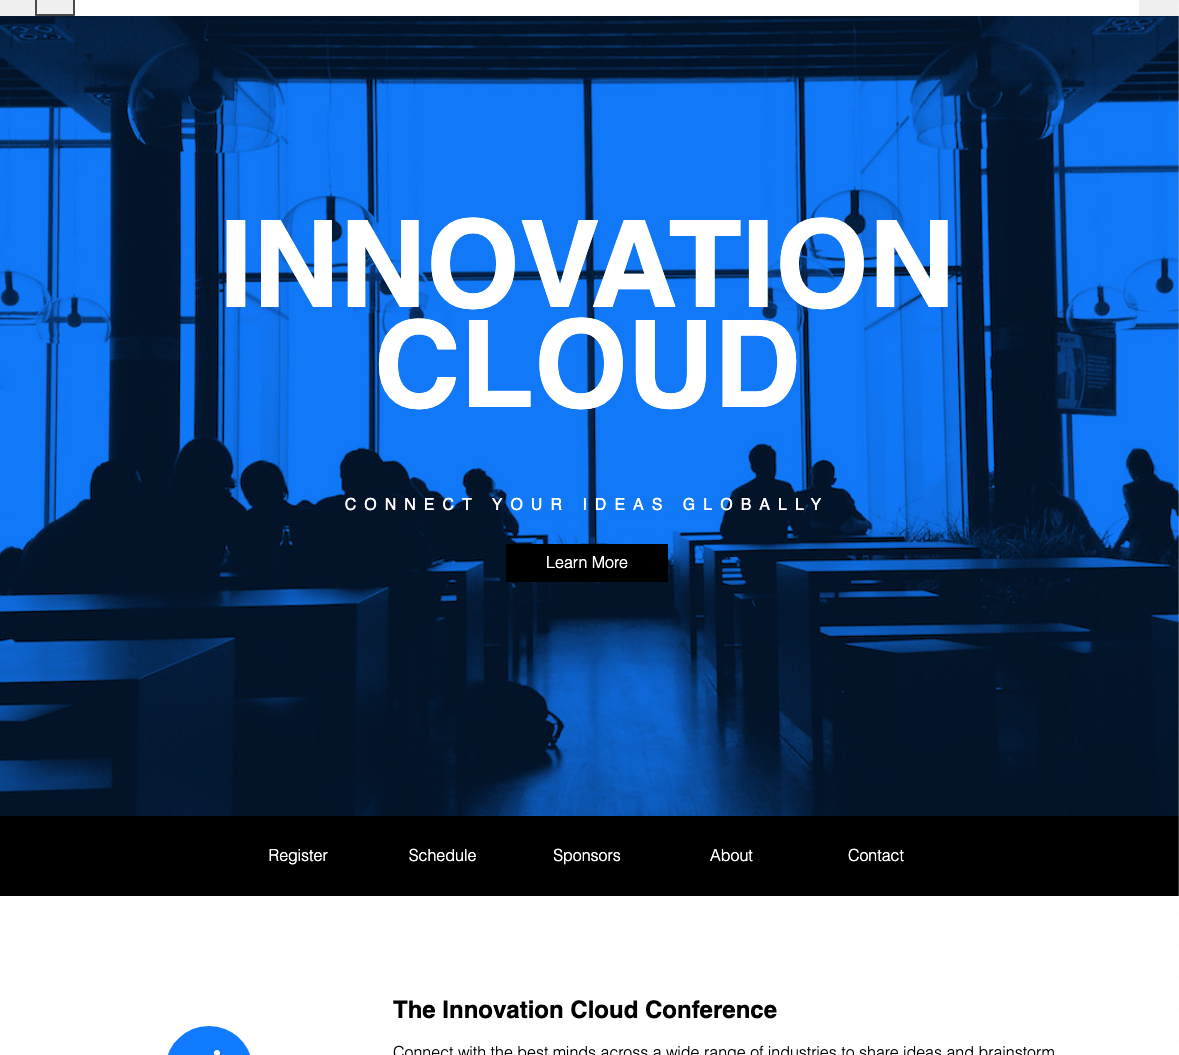 INNOVATION
CLOUD
CONNECT YOUR IDEAS GLOBALLY
Learn More
Register Schedule Sponsors About Contact
The Innovation Cloud Conference
Connect with the best minds across a wide range of industries to share ideas and brainstorm